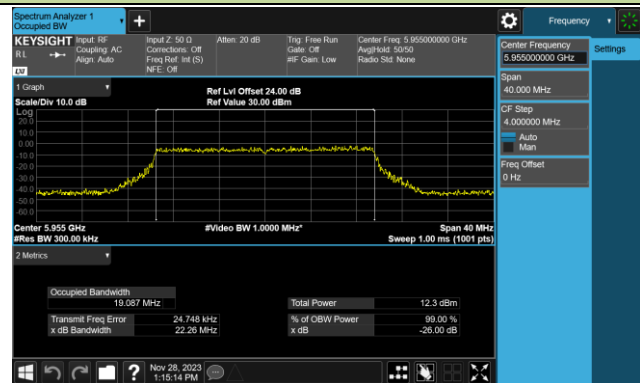 Spectrum Analyzer 1
Occupied BW
Frequency
KEYSIGHT
RL
Input: RF
Coupling: AC
Align: Auto
Input Z: 50 Ω
Corrections: Off
Freq Ref: Int (S)
NFE: Off
Atten: 20 dB
Trig: Free Run
Gate: Off
#IF Gain: Low
Center Freq: 5.955000000 GHz
Avg|Hold: 50/50
Radio Std: None
LXI
1 Graph
Scale/Div 10.0 dB
Ref Lvl Offset 24.00 dB
Ref Value 30.00 dBm
Log
20.0
10.0
0.00
-10.0
-20.0
-30.0
-40.0
-50.0
-60.0
Center 5.955 GHz
#Res BW 300.00 kHz
#Video BW 1.0000 MHz*
Span 40 MHz
Sweep 1.00 ms (1001 pts)
2 Metrics
Occupied Bandwidth
19.087 MHz
Transmit Freq Error 24.748 kHz
x dB Bandwidth 22.26 MHz
Total Power 12.3 dBm
% of OBW Power 99.00 %
x dB -26.00 dB
Center Frequency
5.955000000 GHz
Span
40.000 MHz
CF Step
4.000000 MHz
Auto
Man
Freq Offset
0 Hz
Settings
?
Nov 28, 2023
1:15:14 PM